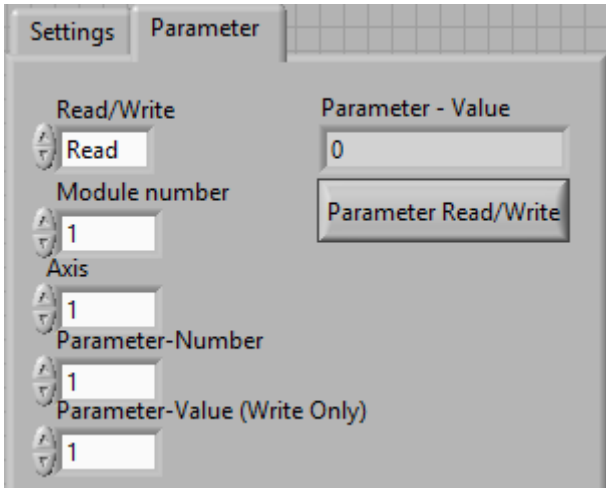 Settings
Parameter
Read/Write
Read
Module number
1
Axis
1
Parameter-Number
1
Parameter-Value (Write Only)
1
Parameter - Value
0
Parameter Read/Write